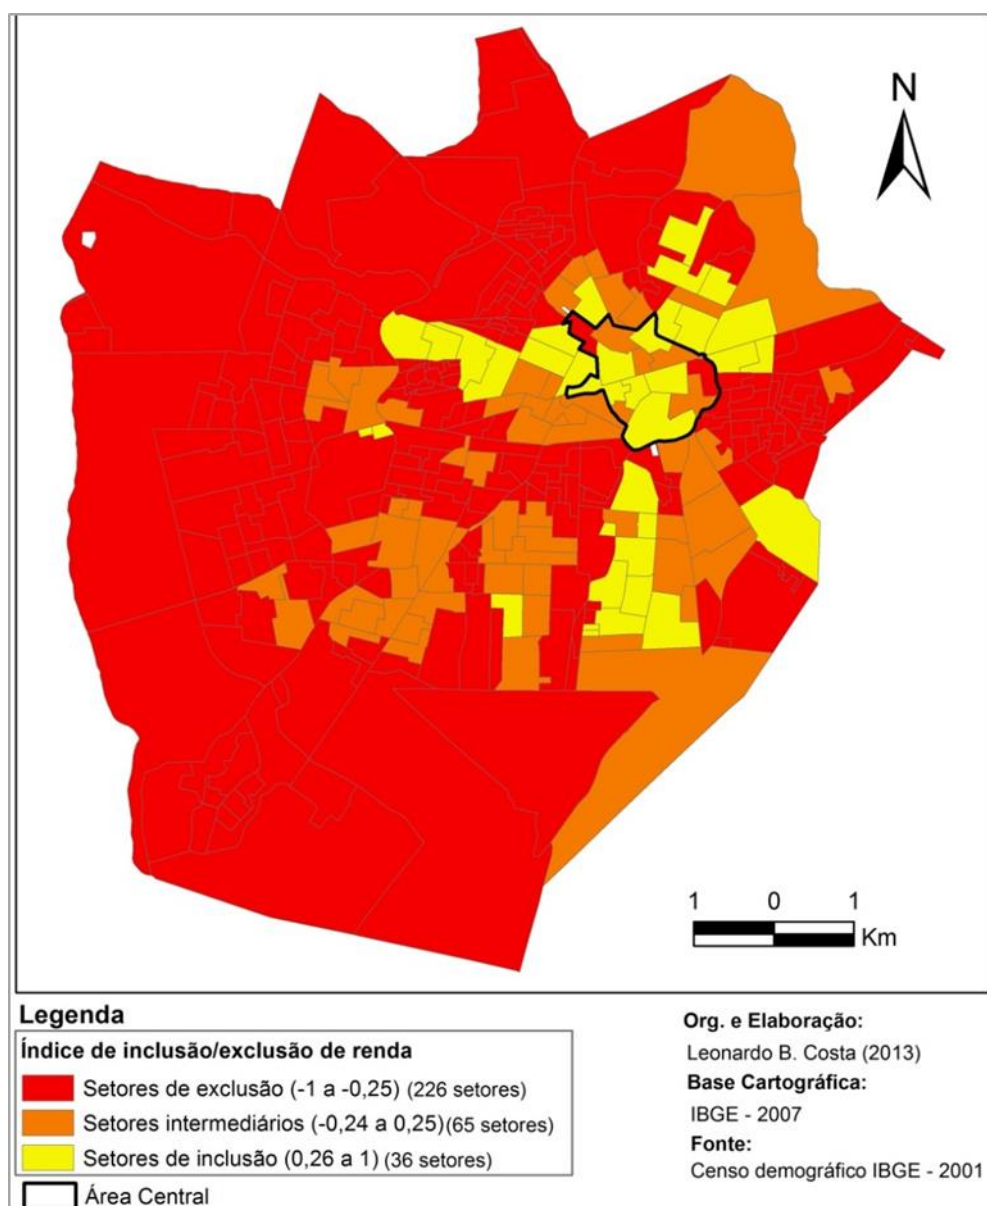 N
1 0 1
Km
Legenda
Índice de inclusão/exclusão de renda
Setores de exclusão (-1 a -0,25) (226 setores)
Setores intermediários (-0,24 a 0,25)(65 setores)
Setores de inclusão (0,26 a 1) (36 setores)
Área Central
Org. e Elaboração:
Leonardo B. Costa (2013)
Base Cartográfica:
IBGE - 2007
Fonte:
Censo demográfico IBGE - 2001